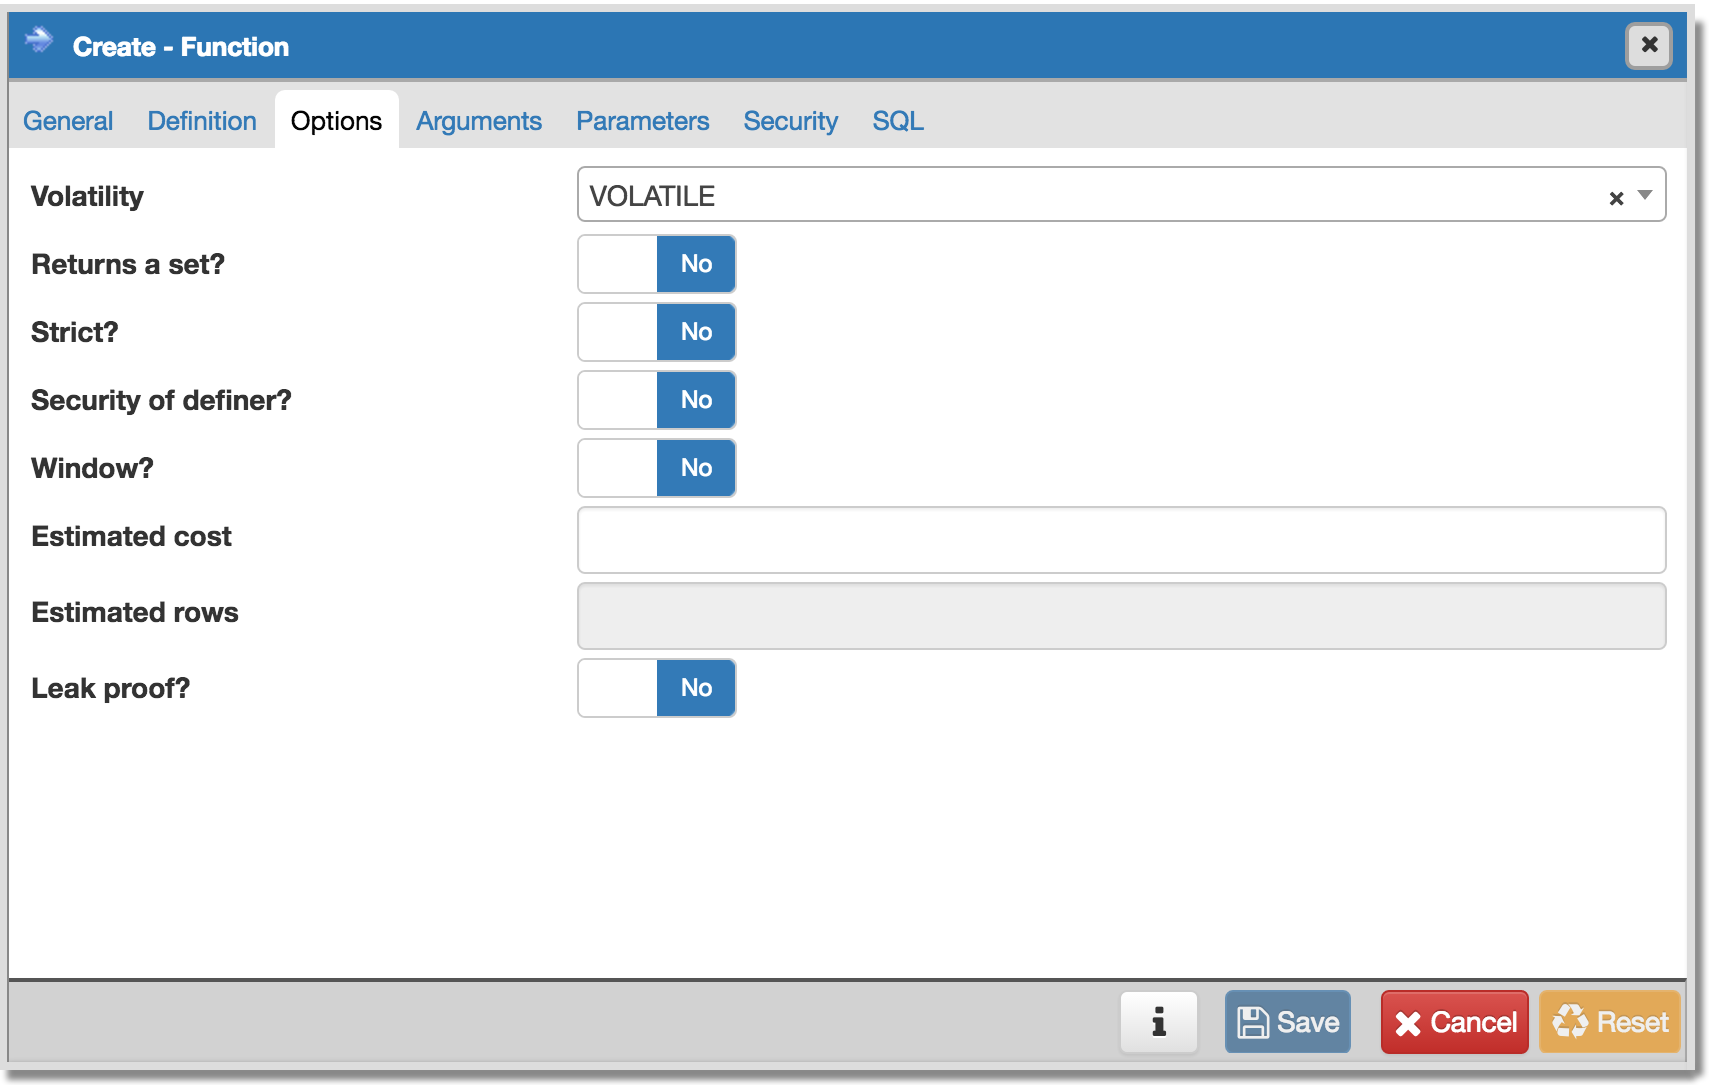 Create - Function
General Definition Options Arguments Parameters Security SQL
Volatility VOLATILE
Returns a set? No
Strict? No
Security of definer? No
Window? No
Estimated cost
Estimated rows
Leak proof? No
i Save Cancel Reset